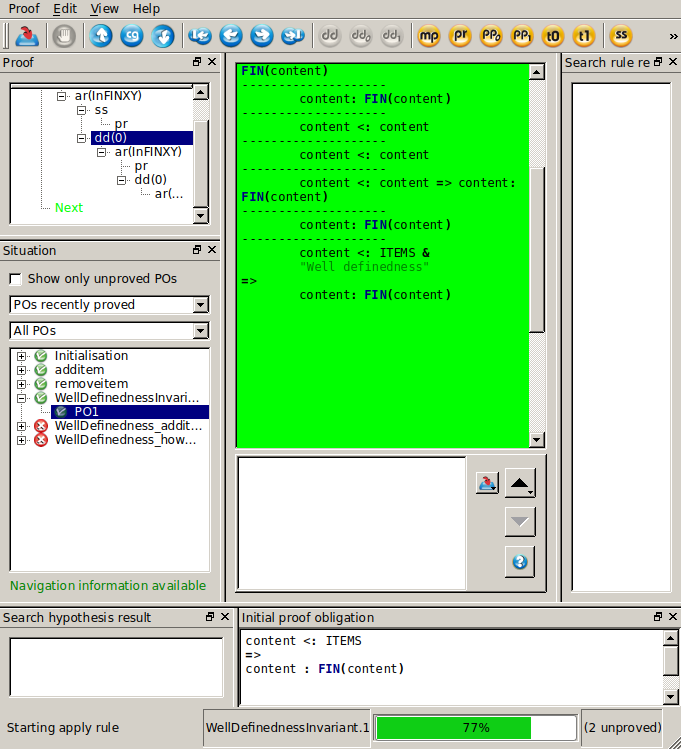 Proof Edit View Help
dd dd0 dd1 mp pr PP0 PP1 t0 t1 ss »
Proof
ar(InFINXY)
ss
pr
dd(0)
ar(InFINXY)
pr
dd(0)
ar(...
Next
Situation
Show only unproved POs
POs recently proved
All POs
Initialisation
additem
removeitem
WellDefinednessInvari...
PO1
WellDefinedness_addit...
WellDefinedness_how...
Navigation information available
FIN(content)
--------------------
content: FIN(content)
--------------------
content <: content
--------------------
content <: content
--------------------
content <: content => content:
FIN(content)
--------------------
content: FIN(content)
--------------------
content <: ITEMS &
"Well definedness"
=>
content: FIN(content)
Search rule re
Search hypothesis result
Initial proof obligation
content <: ITEMS
=>
content : FIN(content)
Starting apply rule
WellDefinednessInvariant.1
77%
(2 unproved)